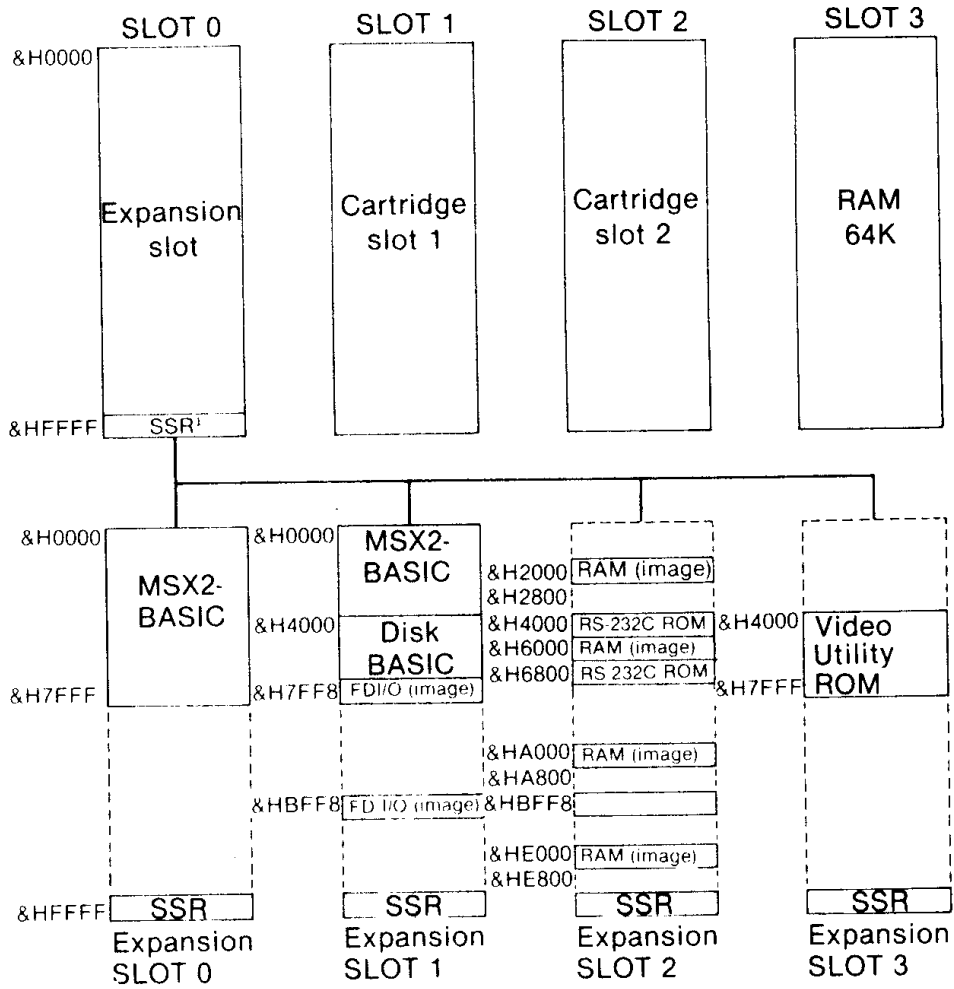 SLOT 0
SLOT 1
SLOT 2
SLOT 3
&H0000
Expansion
slot
Cartridge
slot 1
Cartridge
slot 2
RAM
64K
&HFFFF
SSR¹
&H0000
MSX2-
BASIC
&H7FFF
&H0000
MSX2-
BASIC
&H4000
Disk
BASIC
&H7FF8
FDI/O (image)
&H2000
RAM (image)
&H2800
&H4000
RS-232C ROM
&H6000
RAM (image)
&H6800
RS 232C ROM
&H4000
Video
Utility
ROM
&H7FFF
&HA000
RAM (image)
&HA800
&HBFF8
FD I/O (image)
&HBFF8
&HE000
RAM (image)
&HE800
&HFFFF
SSR
SSR
SSR
SSR
Expansion
SLOT 0
Expansion
SLOT 1
Expansion
SLOT 2
Expansion
SLOT 3